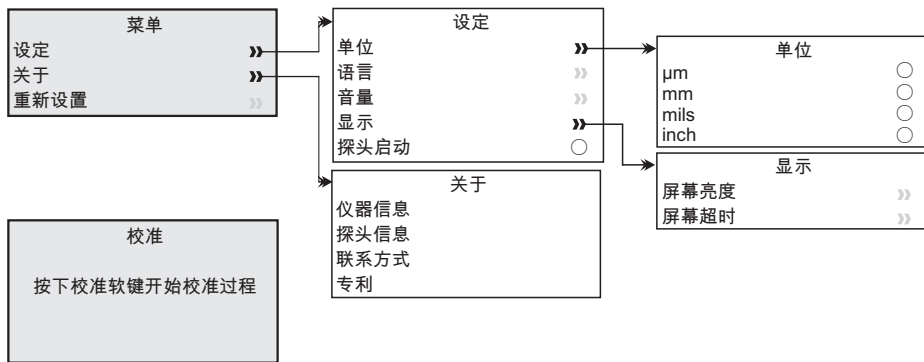 菜单
设定
关于
重新设置
设定
单位
语言
音量
显示
探头启动
单位
µm
mm
mils
inch
显示
屏幕亮度
屏幕超时
关于
仪器信息
探头信息
联系方式
专利
校准
按下校准软键开始校准过程